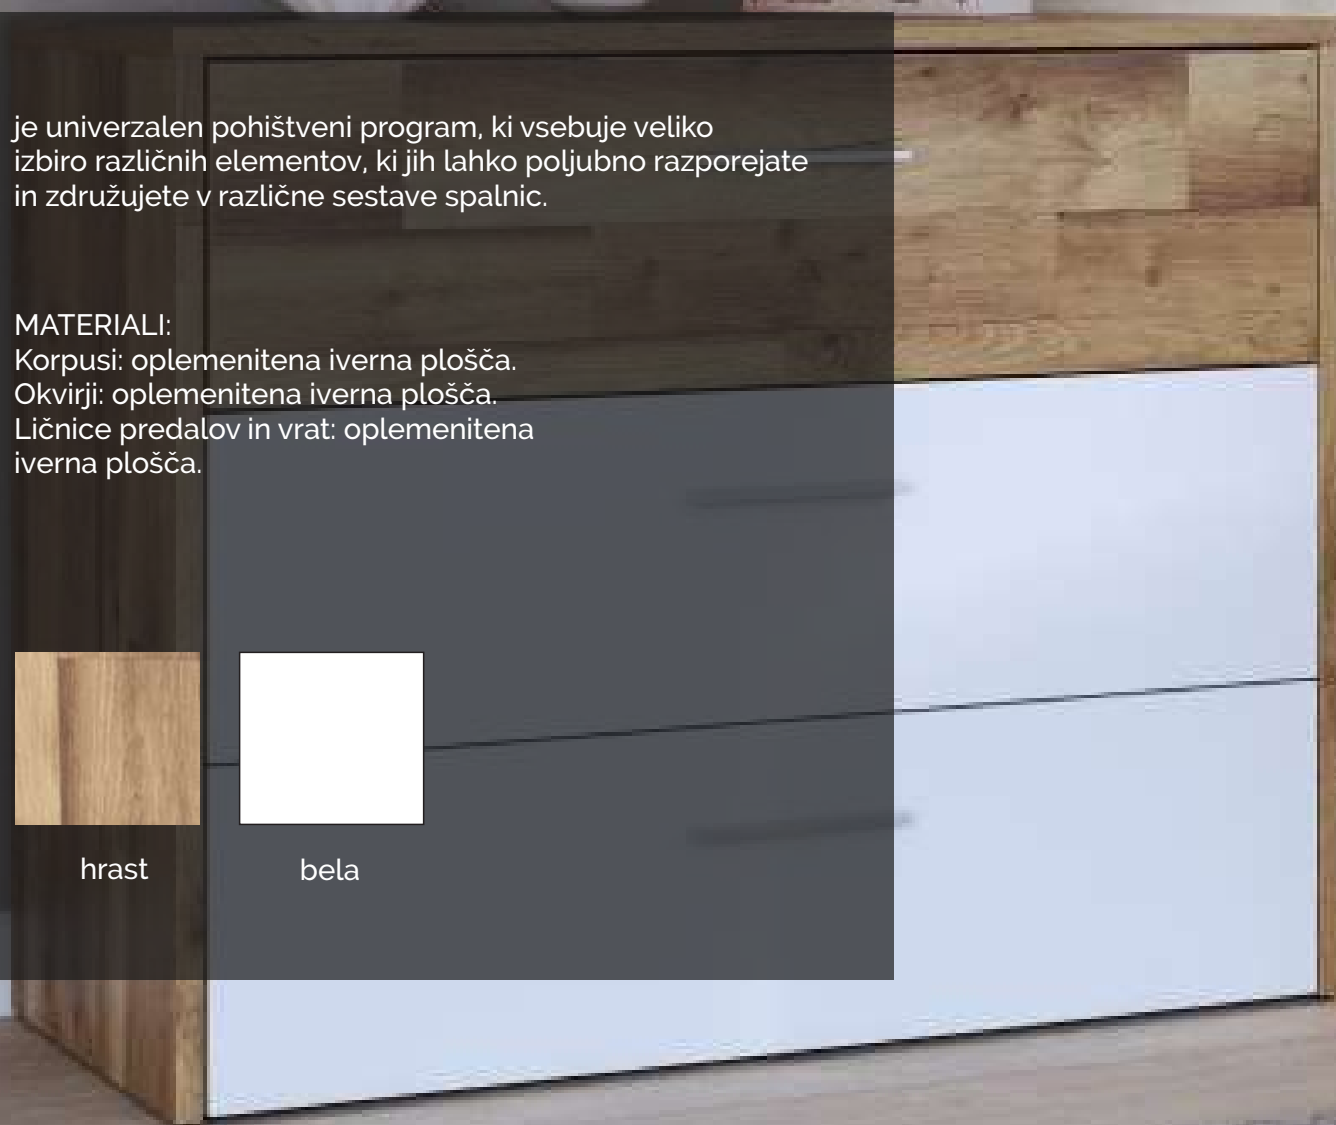 je univerzalen pohištveni program, ki vsebuje veliko
izbiro različnih elementov, ki jih lahko poljubno razporejate
in združujete v različne sestave spalnic.
MATERIALI:
Korpusi: oplemenitena iverna plošča.
Okvirji: oplemenitena iverna plošča.
Ličnice predalov in vrat: oplemenitena
iverna plošča.
hrast
bela